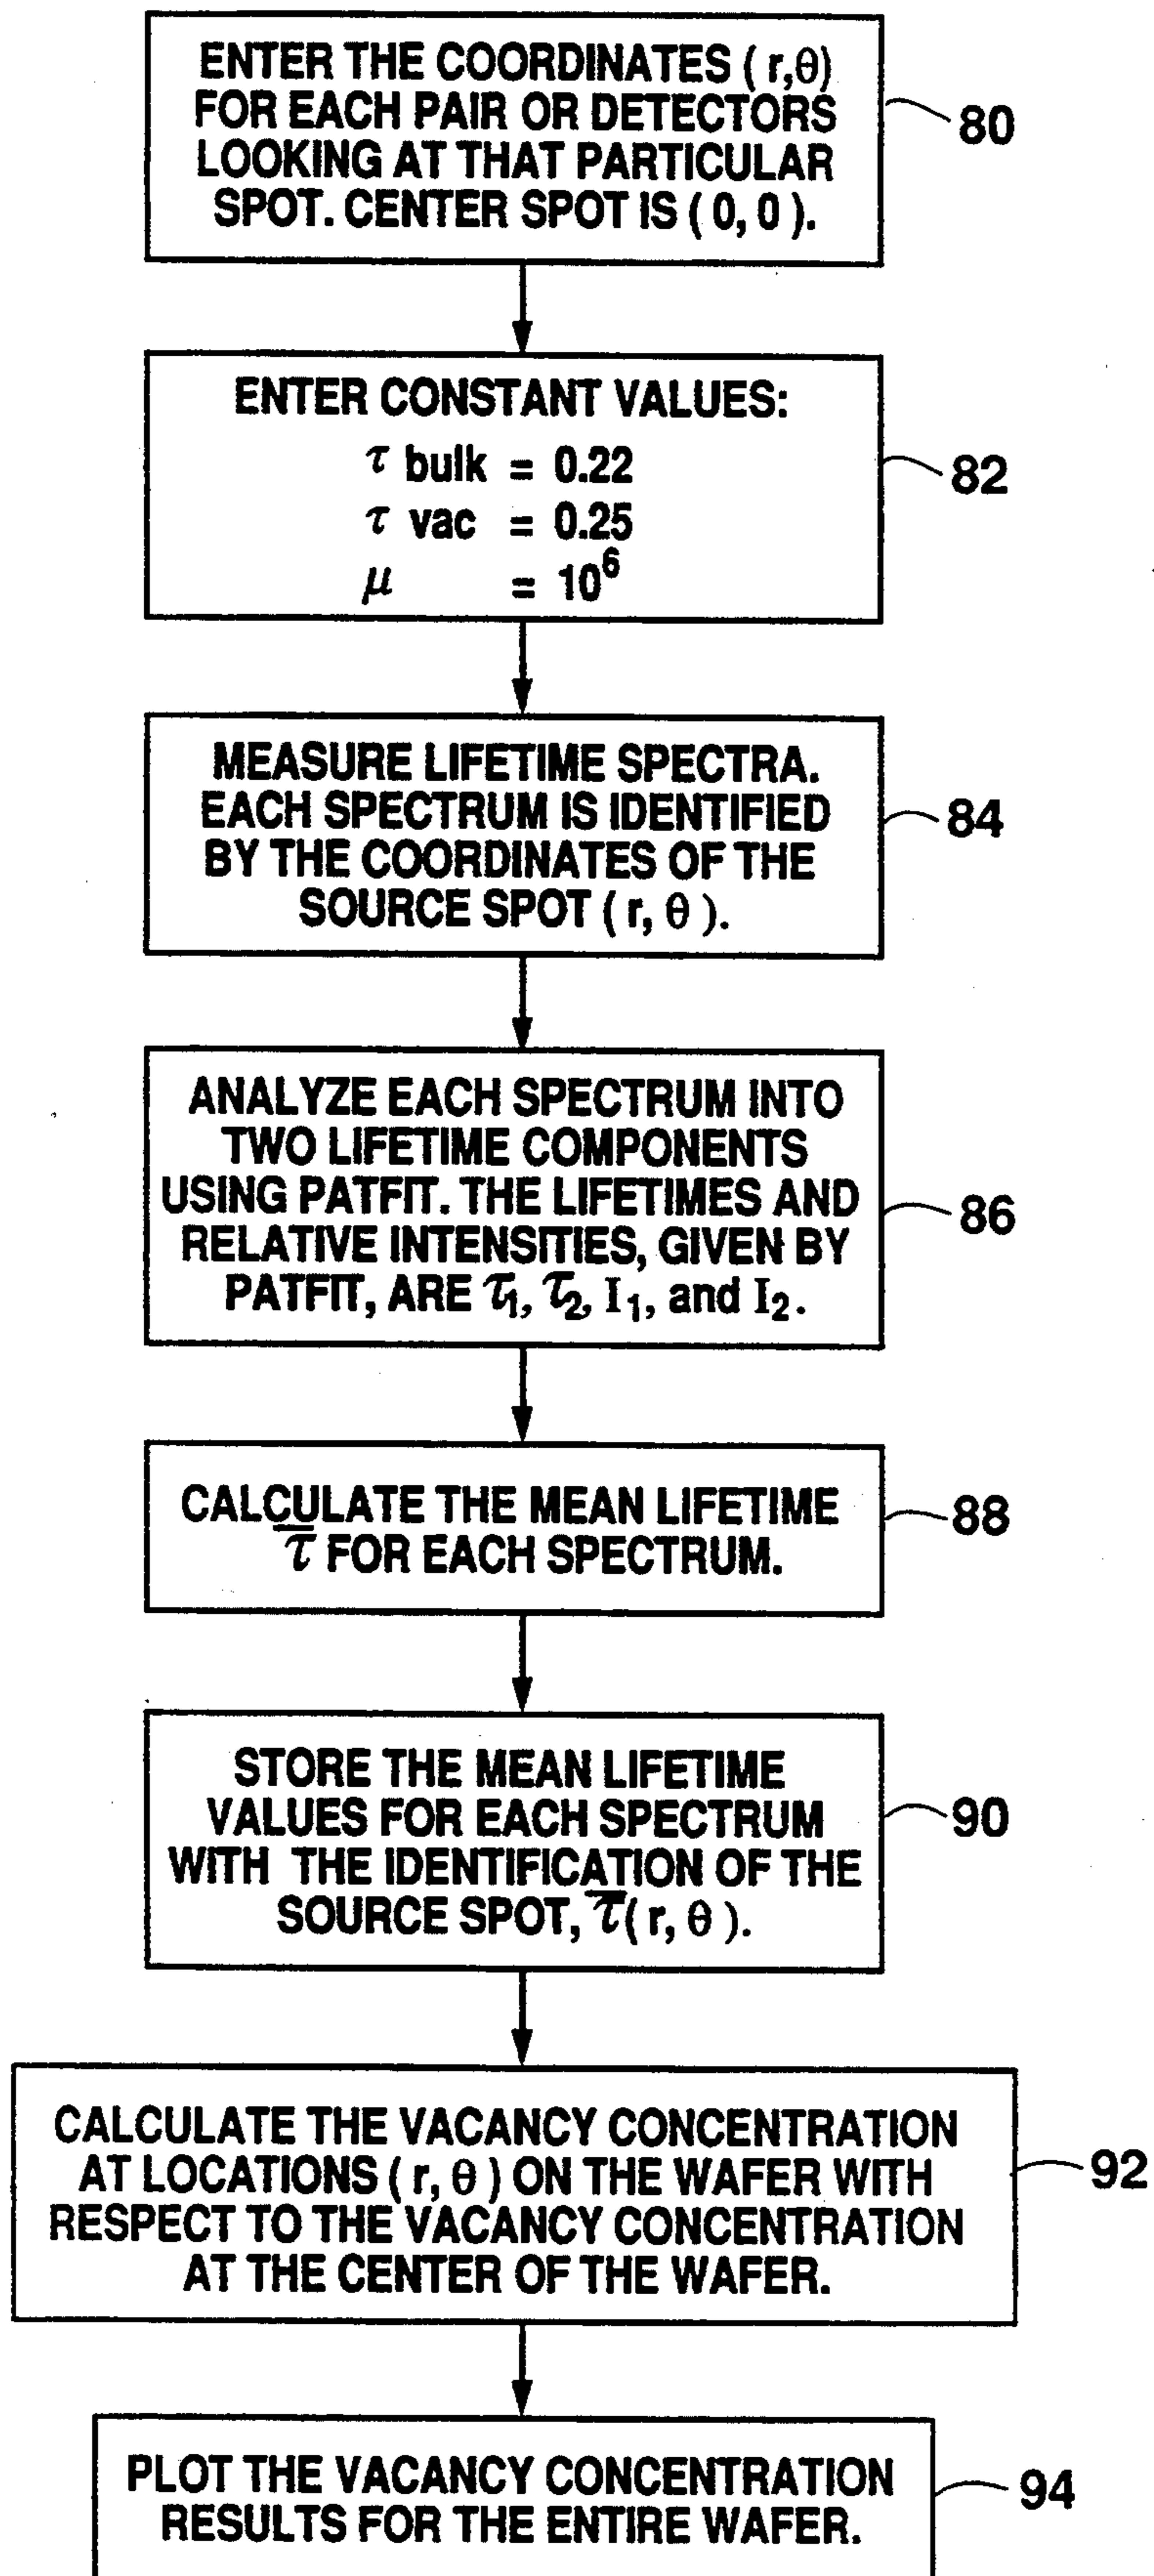 ENTER THE COORDINATES ( r,θ)
FOR EACH PAIR OR DETECTORS
LOOKING AT THAT PARTICULAR
SPOT. CENTER SPOT IS ( 0, 0 ).
80
ENTER CONSTANT VALUES:
τ bulk = 0.22
τ vac = 0.25
μ = 10⁶
82
MEASURE LIFETIME SPECTRA.
EACH SPECTRUM IS IDENTIFIED
BY THE COORDINATES OF THE
SOURCE SPOT ( r, θ ).
84
ANALYZE EACH SPECTRUM INTO
TWO LIFETIME COMPONENTS
USING PATFIT. THE LIFETIMES AND
RELATIVE INTENSITIES, GIVEN BY
PATFIT, ARE τ₁, τ₂, I₁, and I₂.
86
CALCULATE THE MEAN LIFETIME
τ̅ FOR EACH SPECTRUM.
88
STORE THE MEAN LIFETIME
VALUES FOR EACH SPECTRUM
WITH THE IDENTIFICATION OF THE
SOURCE SPOT, τ̅( r, θ ).
90
CALCULATE THE VACANCY CONCENTRATION
AT LOCATIONS ( r, θ ) ON THE WAFER WITH
RESPECT TO THE VACANCY CONCENTRATION
AT THE CENTER OF THE WAFER.
92
PLOT THE VACANCY CONCENTRATION
RESULTS FOR THE ENTIRE WAFER.
94